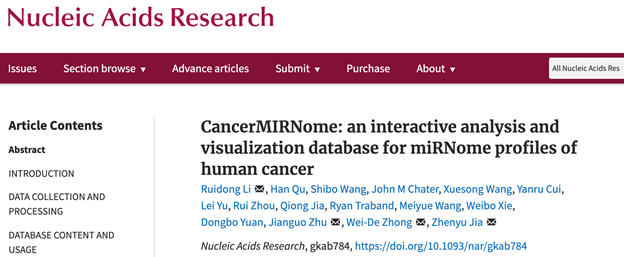 Nucleic Acids Research
Issues Section browse ▼ Advance articles Submit ▼ Purchase About ▼ All Nucleic Acids Res
Article Contents
Abstract
INTRODUCTION
DATA COLLECTION AND
PROCESSING
DATABASE CONTENT AND
USAGE
CancerMIRNome: an interactive analysis and
visualization database for miRNome profiles of
human cancer
Ruidong Li ✉, Han Qu, Shibo Wang, John M Chater, Xuesong Wang, Yanru Cui,
Lei Yu, Rui Zhou, Qiong Jia, Ryan Traband, Meiyue Wang, Weibo Xie,
Dongbo Yuan, Jianguo Zhu ✉, Wei-De Zhong ✉, Zhenyu Jia ✉
Nucleic Acids Research, gkab784, https://doi.org/10.1093/nar/gkab784